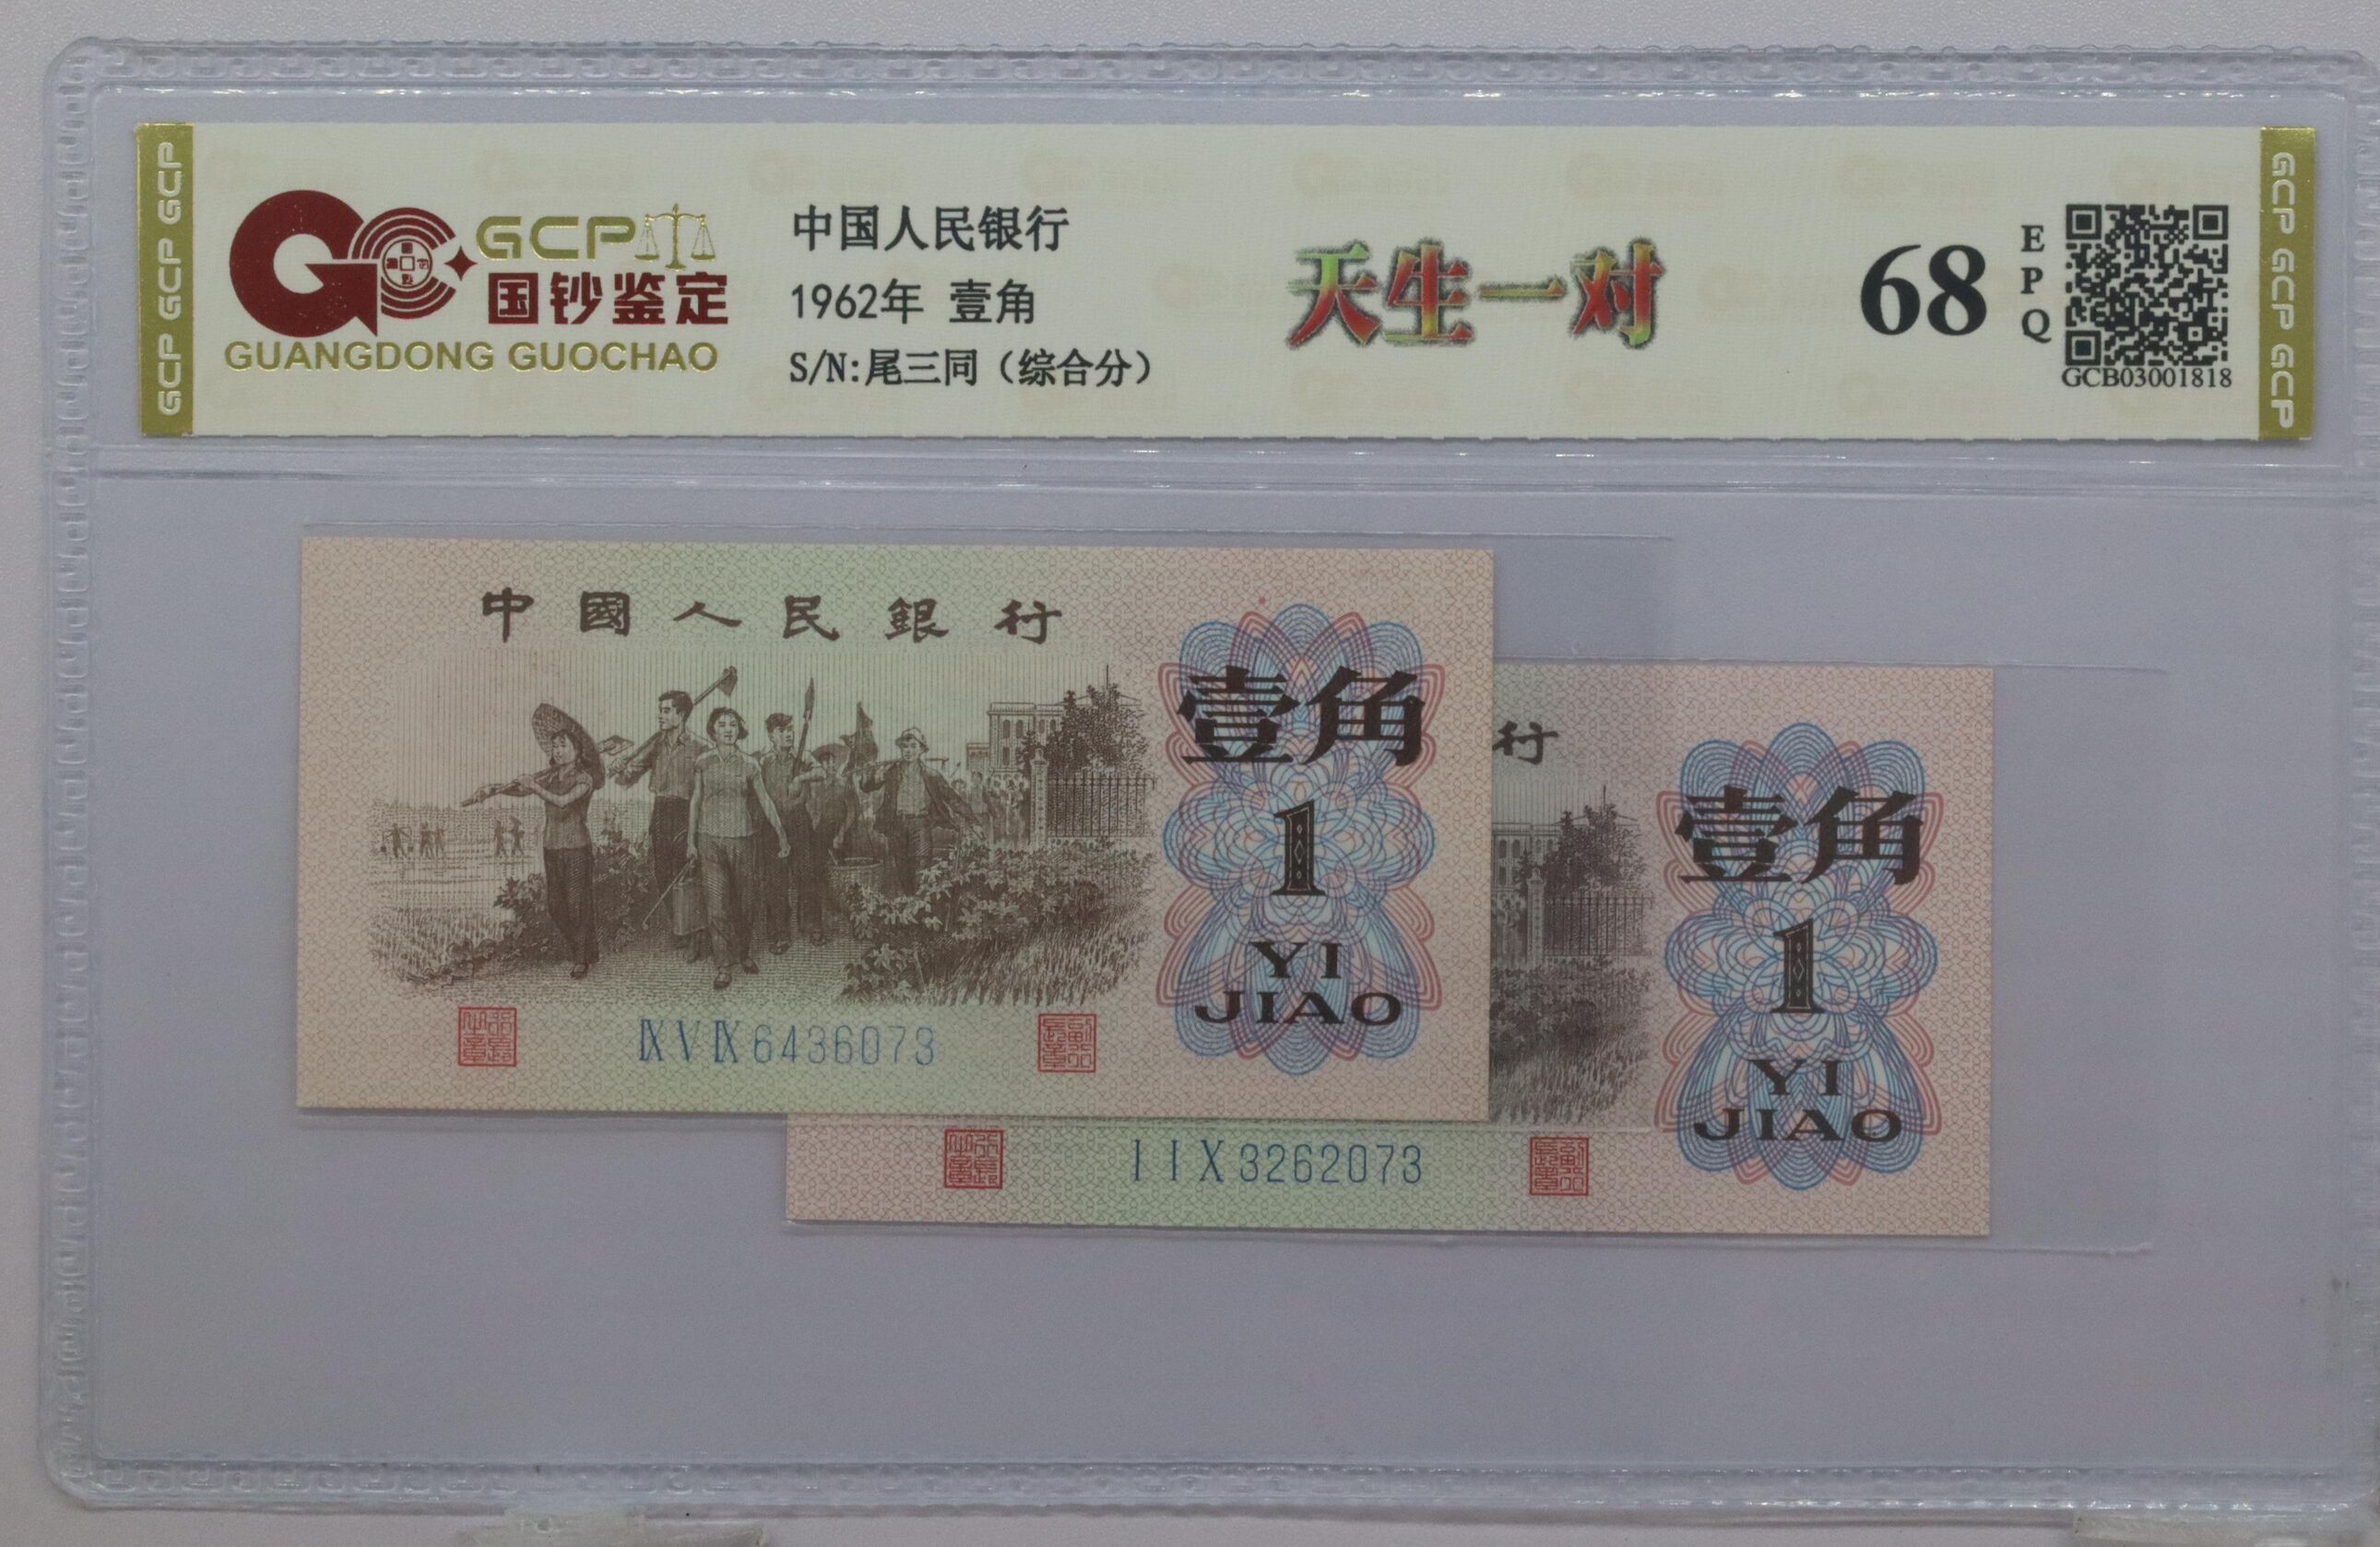 GCP GCP GCP
GCP
国钞鉴定
GUANGDONG GUOCHAO
中国人民银行
1962年 壹角
S/N:尾三同（综合分）
天生一对
68
EPQ
GCB03001818
GCP GCP GCP
中國人民銀行
壹角
1
YI
JIAO
ⅨⅤⅨ6436073
行
壹角
1
YI
JIAO
ⅠⅠⅩ3262073